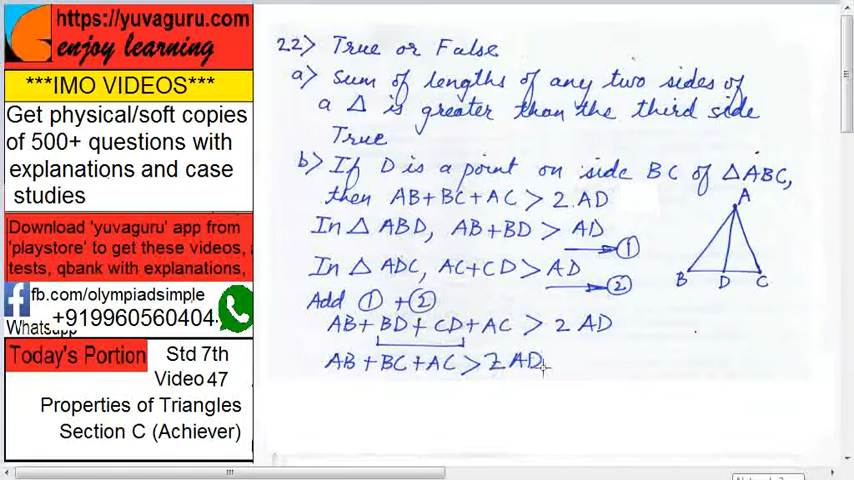 https://yuvaguru.com
enjoy learning
***IMO VIDEOS***
Get physical/soft copies
of 500+ questions with
explanations and case
studies
Download 'yuvaguru' app from
'playstore' to get these videos,
tests, qbank with explanations,
fb.com/olympiadsimple
Whatsapp
+919960560404
Today's Portion
Std 7th
Video 47
Properties of Triangles
Section C (Achiever)
22> True or False
a> Sum of lengths of any two sides of
a Δ is greater than the third side
True
b> If D is a point on side BC of ΔABC,
then AB+BC+AC > 2 AD
In Δ ABD, AB+BD > AD
1
In Δ ADC, AC+CD > AD
2
Add ① + ②
AB+ BD + CD + AC > 2 AD
AB + BC + AC > 2 AD
A
B D C